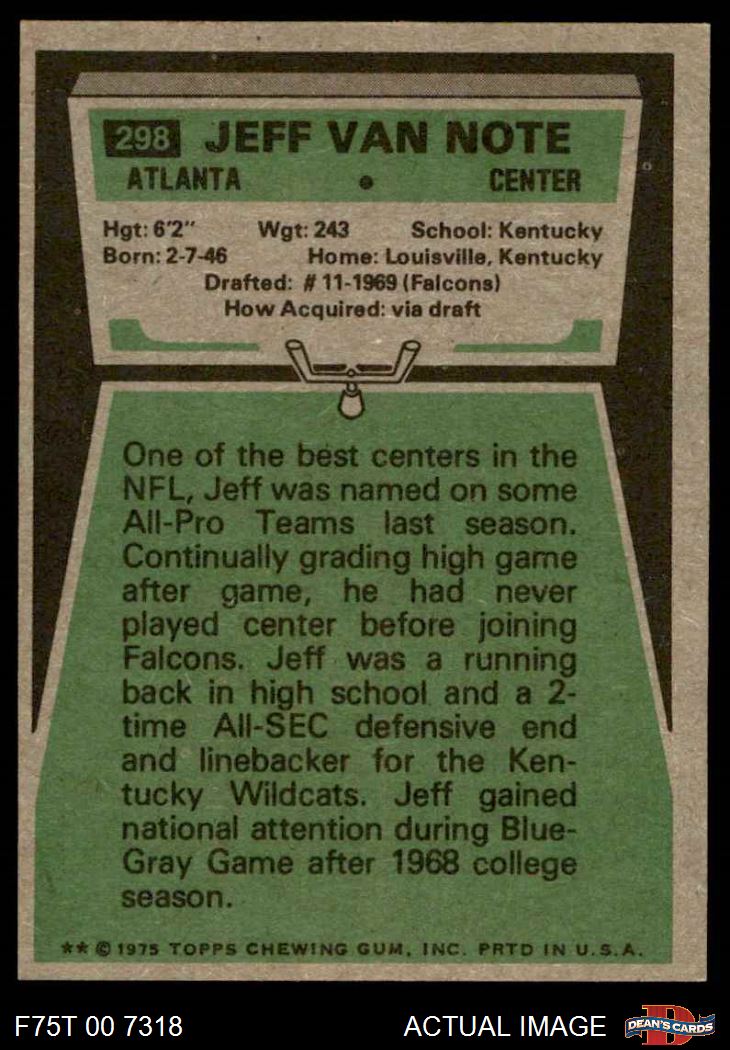 298 JEFF VAN NOTE
ATLANTA • CENTER
Hgt: 6'2" Wgt: 243 School: Kentucky
Born: 2-7-46 Home: Louisville, Kentucky
Drafted: # 11-1969 (Falcons)
How Acquired: via draft
One of the best centers in the
NFL, Jeff was named on some
All-Pro Teams last season.
Continually grading high game
after game, he had never
played center before joining
Falcons. Jeff was a running
back in high school and a 2-
time All-SEC defensive end
and linebacker for the Ken-
tucky Wildcats. Jeff gained
national attention during Blue-
Gray Game after 1968 college
season.
** © 1975 TOPPS CHEWING GUM, INC. PRTD IN U.S.A.
F75T 00 7318 ACTUAL IMAGE D DEAN'S CARDS